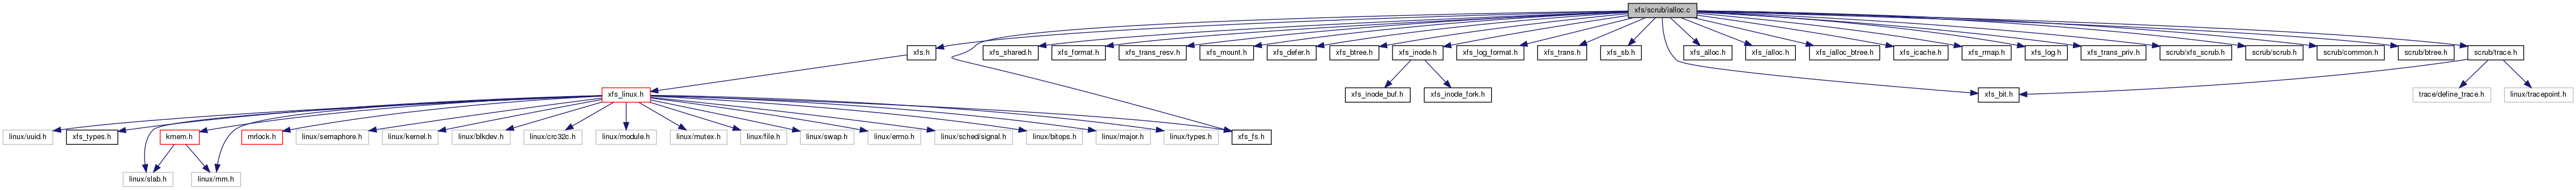 xfs/scrub/ialloc.c
xfs.h
xfs_shared.h
xfs_format.h
xfs_trans_resv.h
xfs_mount.h
xfs_defer.h
xfs_btree.h
xfs_inode.h
xfs_log_format.h
xfs_trans.h
xfs_sb.h
xfs_alloc.h
xfs_ialloc.h
xfs_ialloc_btree.h
xfs_icache.h
xfs_rmap.h
xfs_log.h
xfs_trans_priv.h
scrub/xfs_scrub.h
scrub/scrub.h
scrub/common.h
scrub/btree.h
scrub/trace.h
xfs_linux.h
xfs_inode_buf.h
xfs_inode_fork.h
xfs_bit.h
trace/define_trace.h
linux/tracepoint.h
linux/uuid.h
xfs_types.h
kmem.h
mrlock.h
linux/semaphore.h
linux/kernel.h
linux/blkdev.h
linux/crc32c.h
linux/module.h
linux/mutex.h
linux/file.h
linux/swap.h
linux/errno.h
linux/sched/signal.h
linux/bitops.h
linux/major.h
linux/types.h
xfs_fs.h
linux/slab.h
linux/mm.h